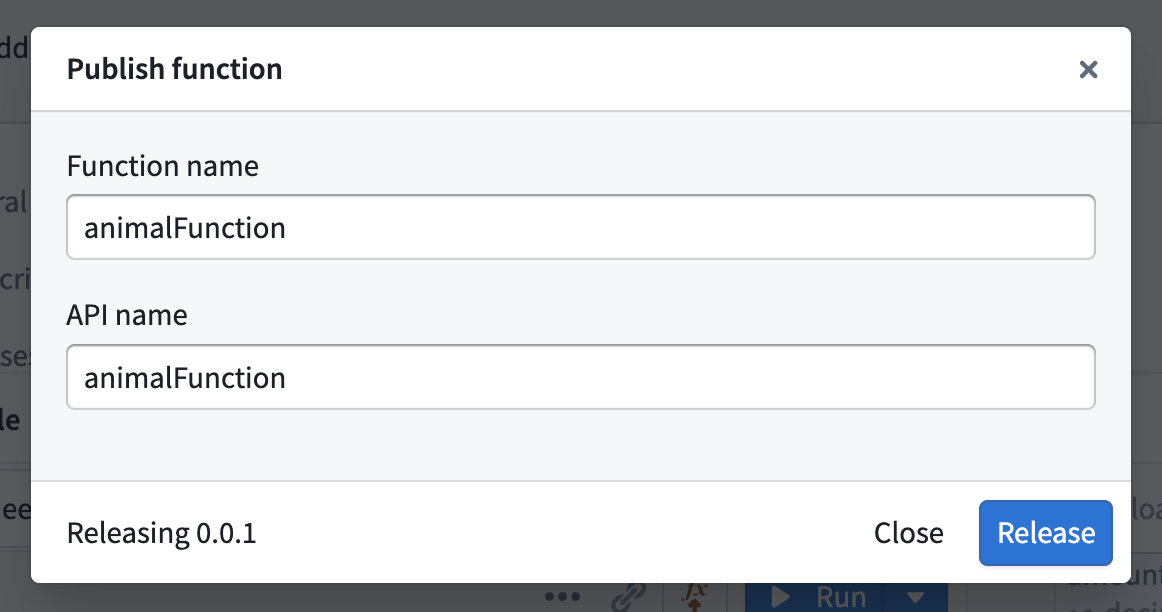 Publish function
Function name
animalFunction
API name
animalFunction
Releasing 0.0.1
Close
Release
Run